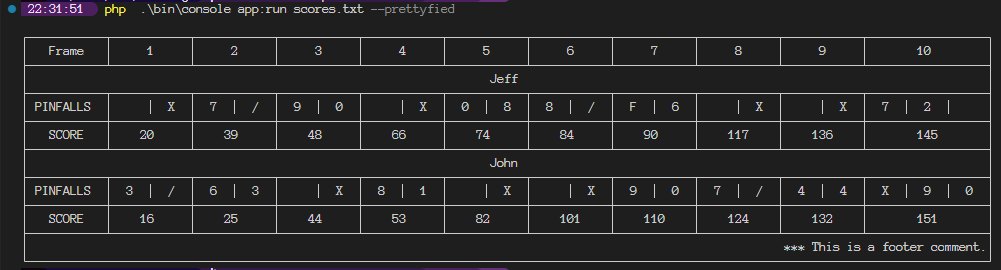 22:31:51 php .\bin\console app:run scores.txt --prettyfied
Frame 1 2 3 4 5 6 7 8 9 10
Jeff
PINFALLS | X 7 | / 9 | 0 | X 0 | 8 8 | / F | 6 | X | X 7 | 2 |
SCORE 20 39 48 66 74 84 90 117 136 145
John
PINFALLS 3 | / 6 | 3 | X 8 | 1 | X | X 9 | 0 7 | / 4 | 4 X | 9 | 0
SCORE 16 25 44 53 82 101 110 124 132 151
*** This is a footer comment.